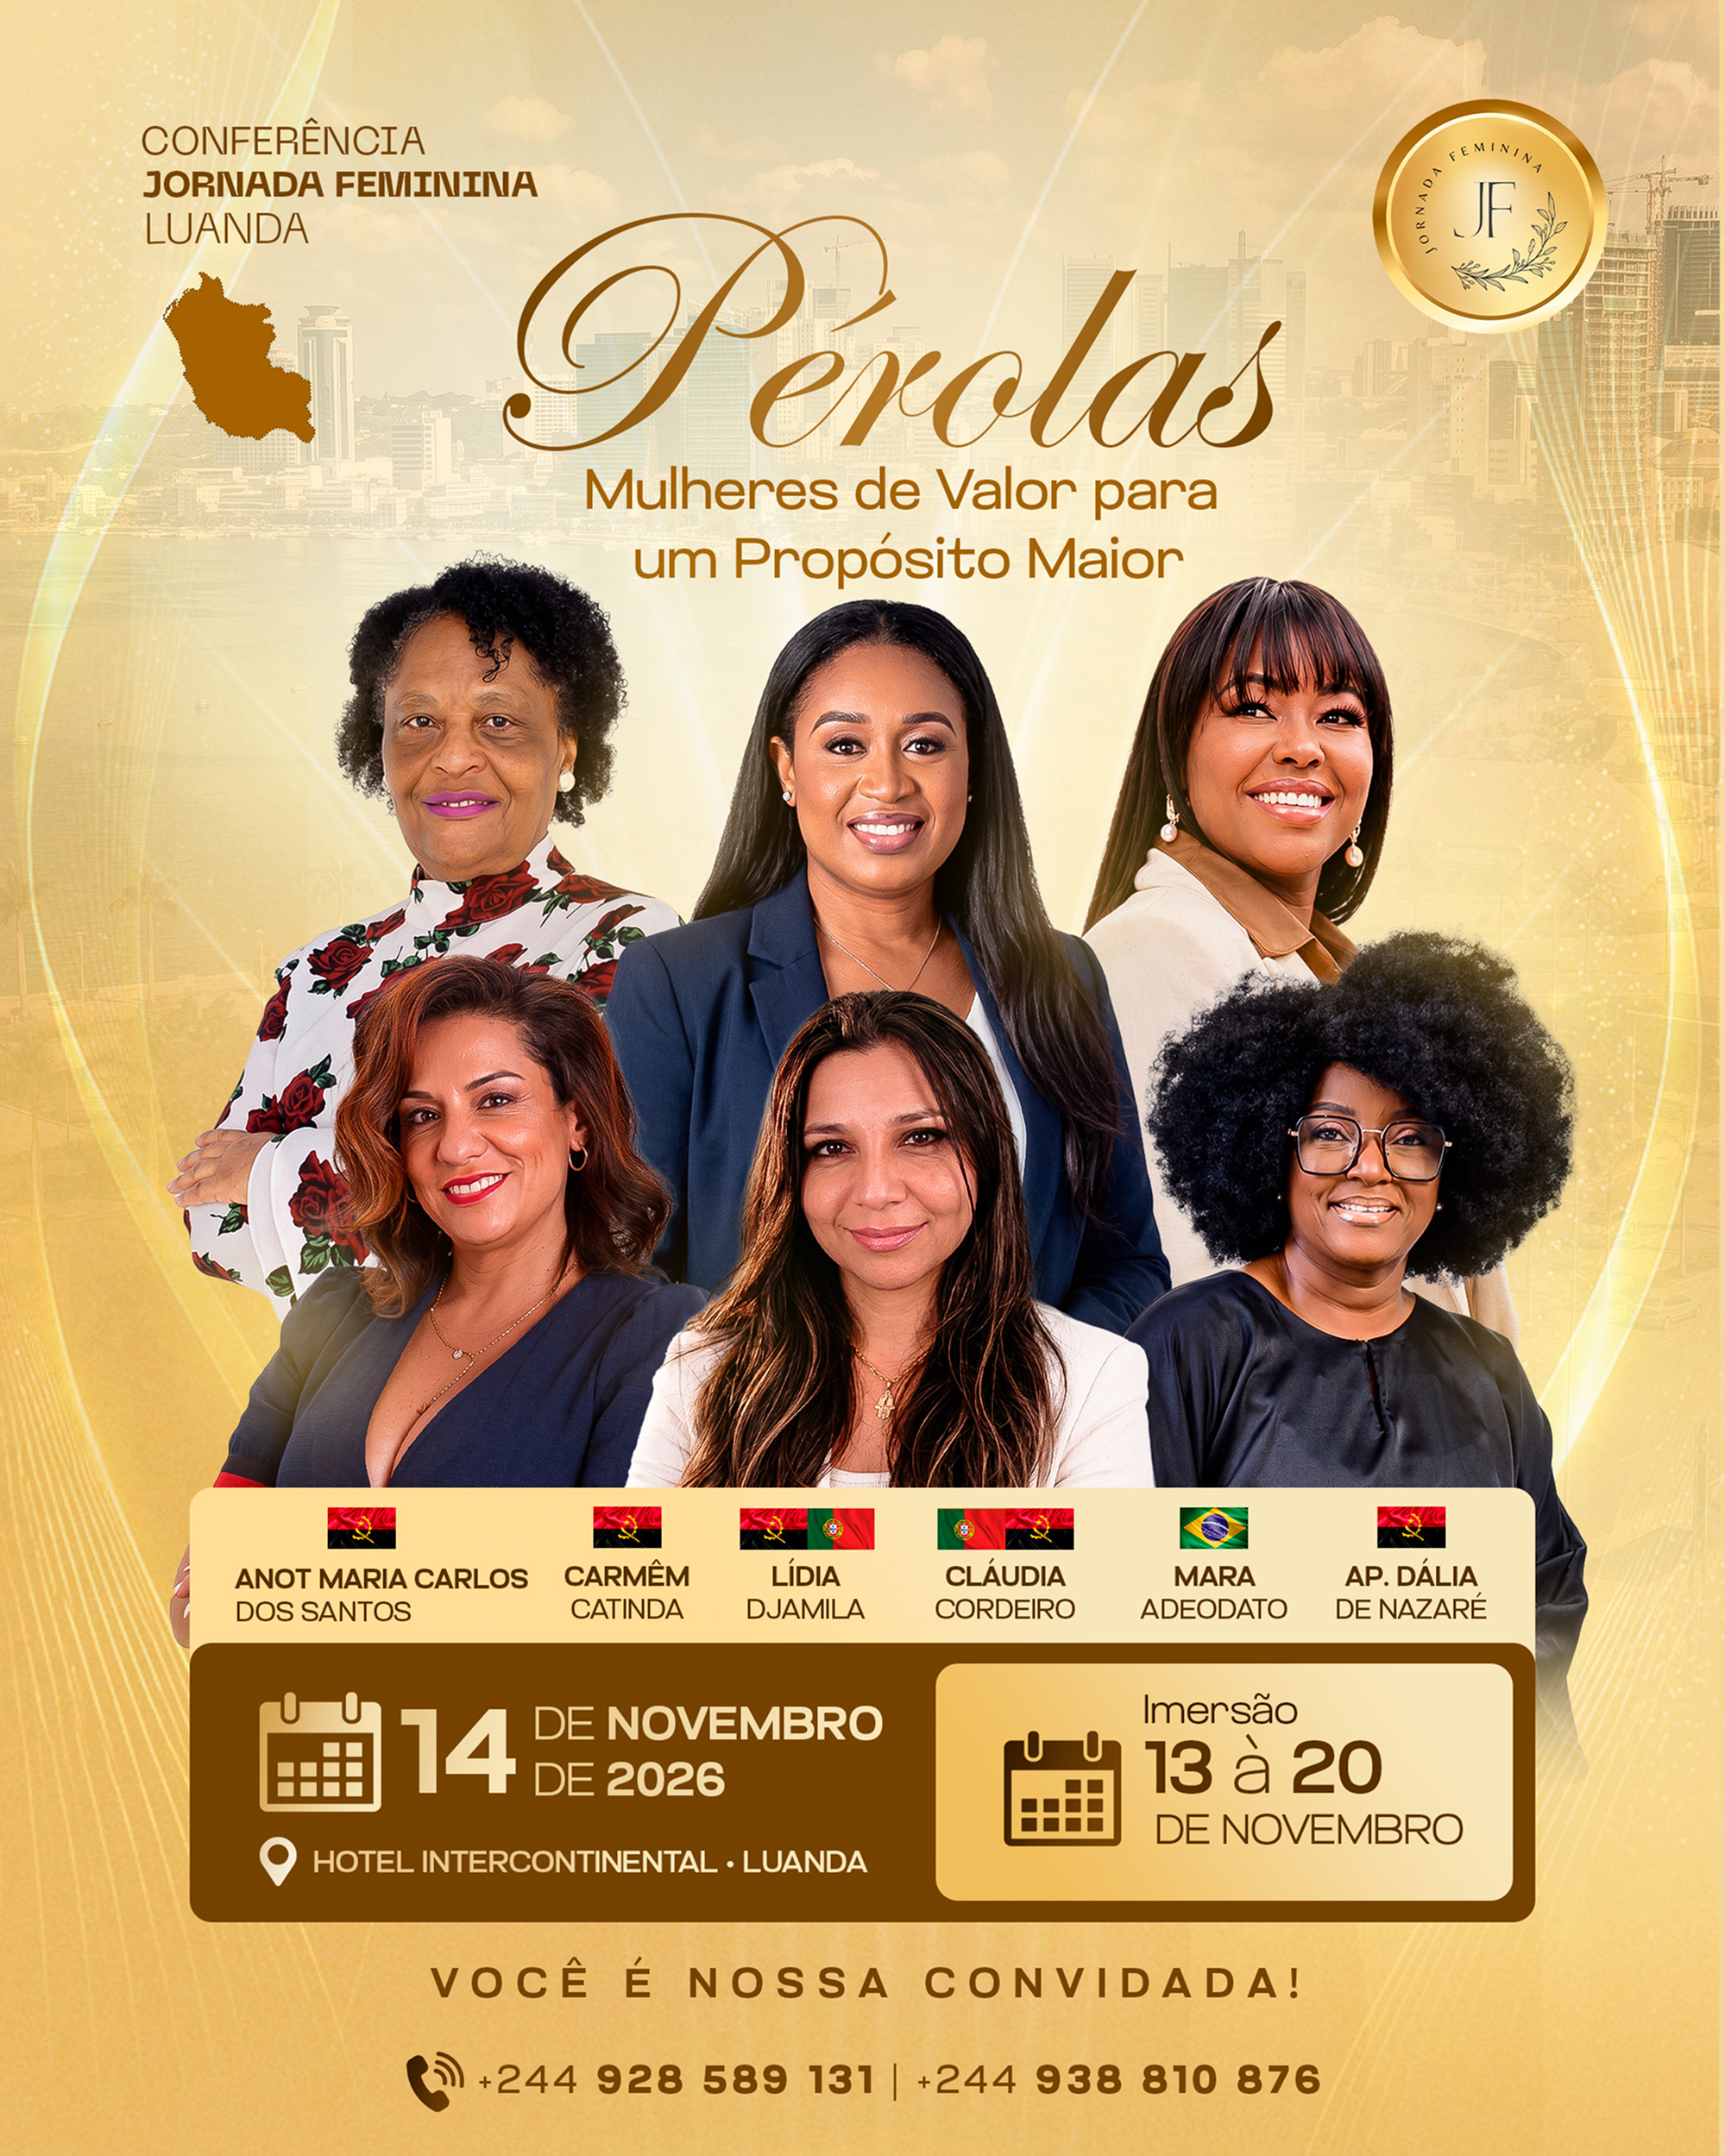 CONFERÊNCIA
JORNADA FEMININA
LUANDA
JORNADA FEMININA
JF
Pérolas
Mulheres de Valor para
um Propósito Maior
ANOT MARIA CARLOS
DOS SANTOS
CARMÊM
CATINDA
LÍDIA
DJAMILA
CLÁUDIA
CORDEIRO
MARA
ADEODATO
AP. DÁLIA
DE NAZARÉ
14 DE NOVEMBRO
DE 2026
HOTEL INTERCONTINENTAL • LUANDA
Imersão
13 à 20
DE NOVEMBRO
VOCÊ É NOSSA CONVIDADA!
+244 928 589 131 | +244 938 810 876